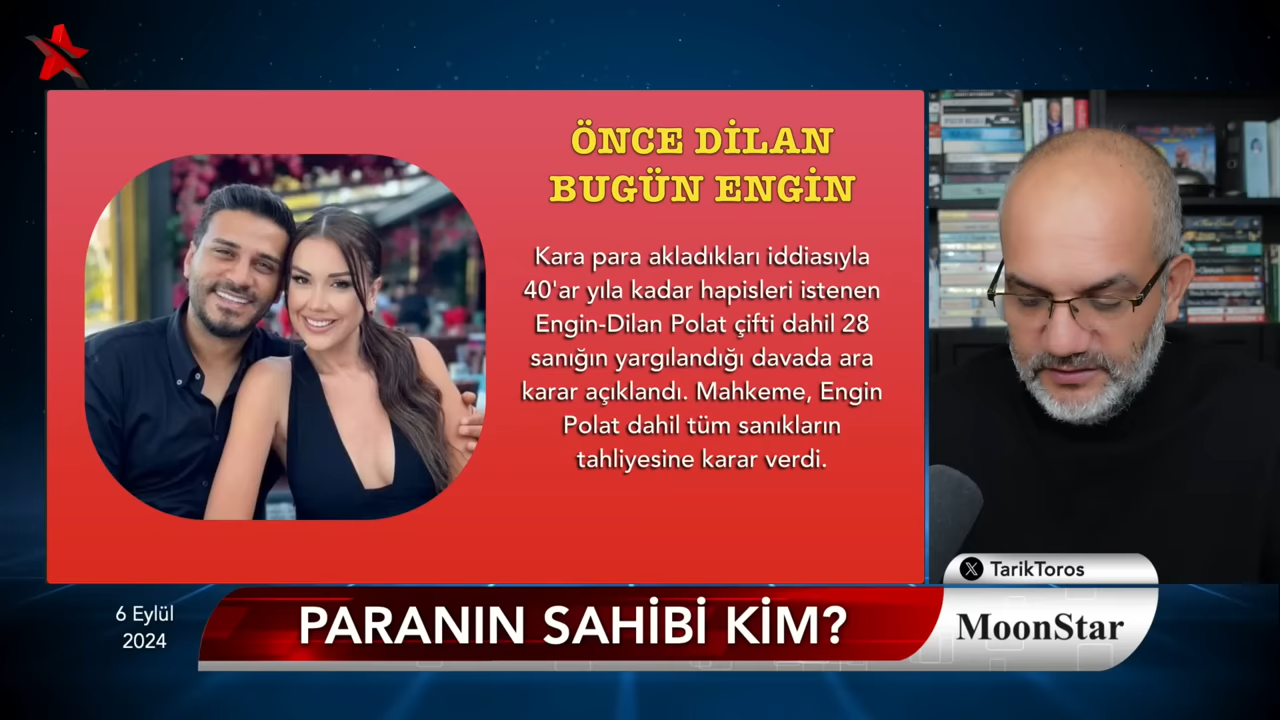 ÖNCE DİLAN
BUGÜN ENGİN
Kara para akladıkları iddiasıyla
40'ar yıla kadar hapisleri istenen
Engin-Dilan Polat çifti dahil 28
sanığın yargılandığı davada ara
karar açıklandı. Mahkeme, Engin
Polat dahil tüm sanıkların
tahliyesine karar verdi.
TarikToros
6 Eylül
2024
PARANIN SAHİBİ KİM?
MoonStar